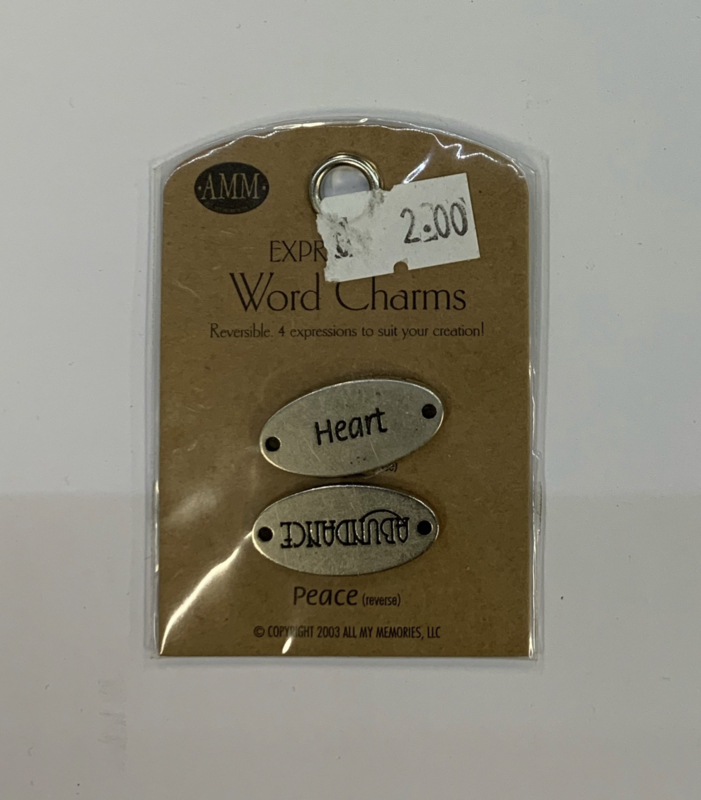 AMM
2.00
EXPR
Word Charms
Reversible. 4 expressions to suit your creation!
Heart
ABUNDANCE
Peace (reverse)
© COPYRIGHT 2003 ALL MY MEMORIES, LLC